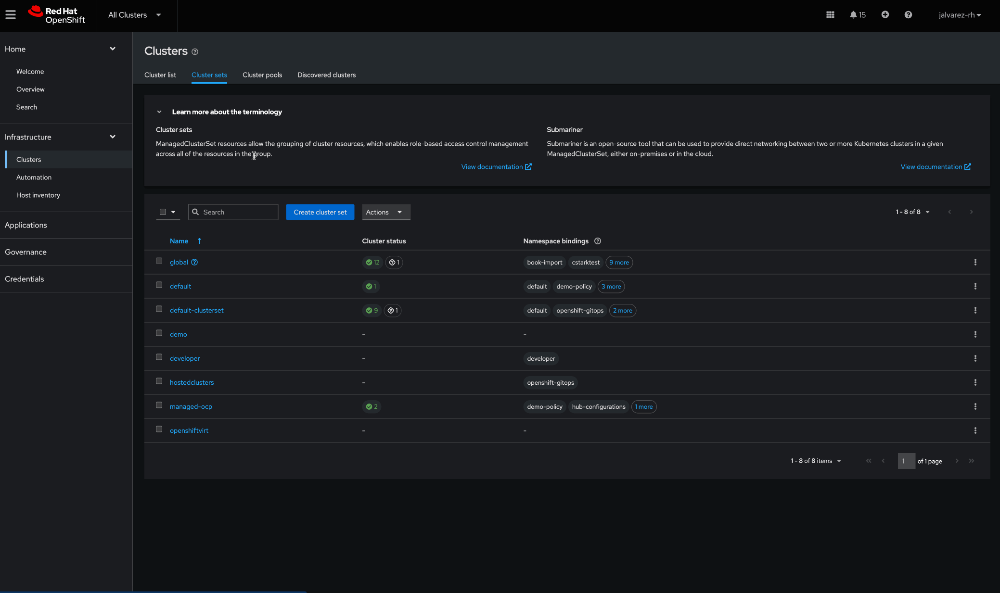 Red Hat
OpenShift
All Clusters
15
jalvarez-rh
Home
Welcome
Overview
Search
Infrastructure
Clusters
Automation
Host inventory
Applications
Governance
Credentials
Clusters
Cluster list Cluster sets Cluster pools Discovered clusters
Learn more about the terminology
Cluster sets
ManagedClusterSet resources allow the grouping of cluster resources, which enables role-based access control management
across all of the resources in the group.
View documentation
Submariner
Submariner is an open-source tool that can be used to provide direct networking between two or more Kubernetes clusters in a given
ManagedClusterSet, either on-premises or in the cloud.
View documentation
Search Create cluster set Actions 1 - 8 of 8
Name Cluster status Namespace bindings
global 12 1 book-import cstarktest 9 more
default 1 default demo-policy 3 more
default-clusterset 9 1 default openshift-gitops 2 more
demo - -
developer - developer
hostedclusters - openshift-gitops
managed-ocp 2 demo-policy hub-configurations 1 more
openshiftvirt - -
1 - 8 of 8 items 1 of 1 page